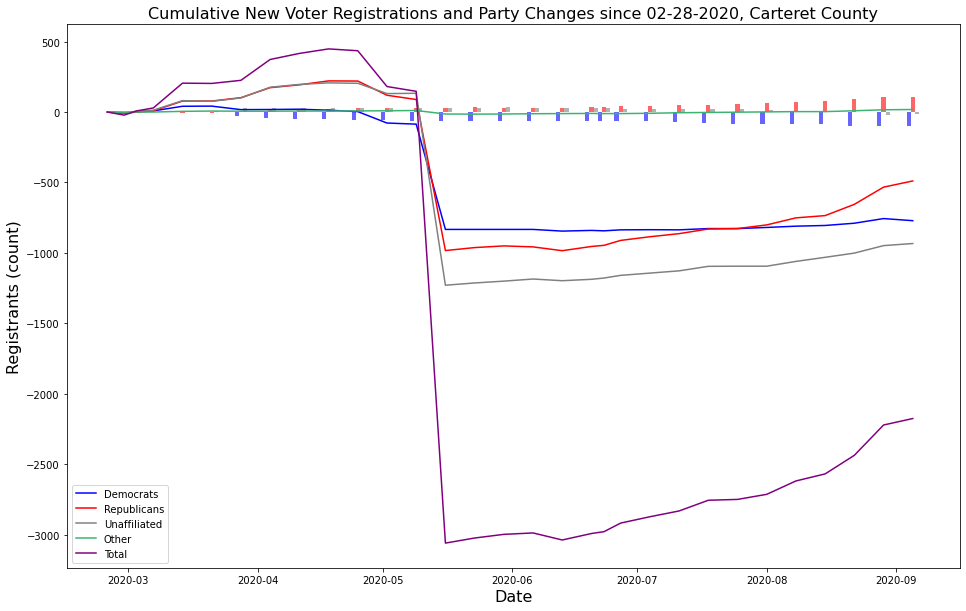 Cumulative New Voter Registrations and Party Changes since 02-28-2020, Carteret County
Registrants (count)
500
0
−500
−1000
−1500
−2000
−2500
−3000
Democrats
Republicans
Unaffiliated
Other
Total
2020-03
2020-04
2020-05
2020-06
2020-07
2020-08
2020-09
Date